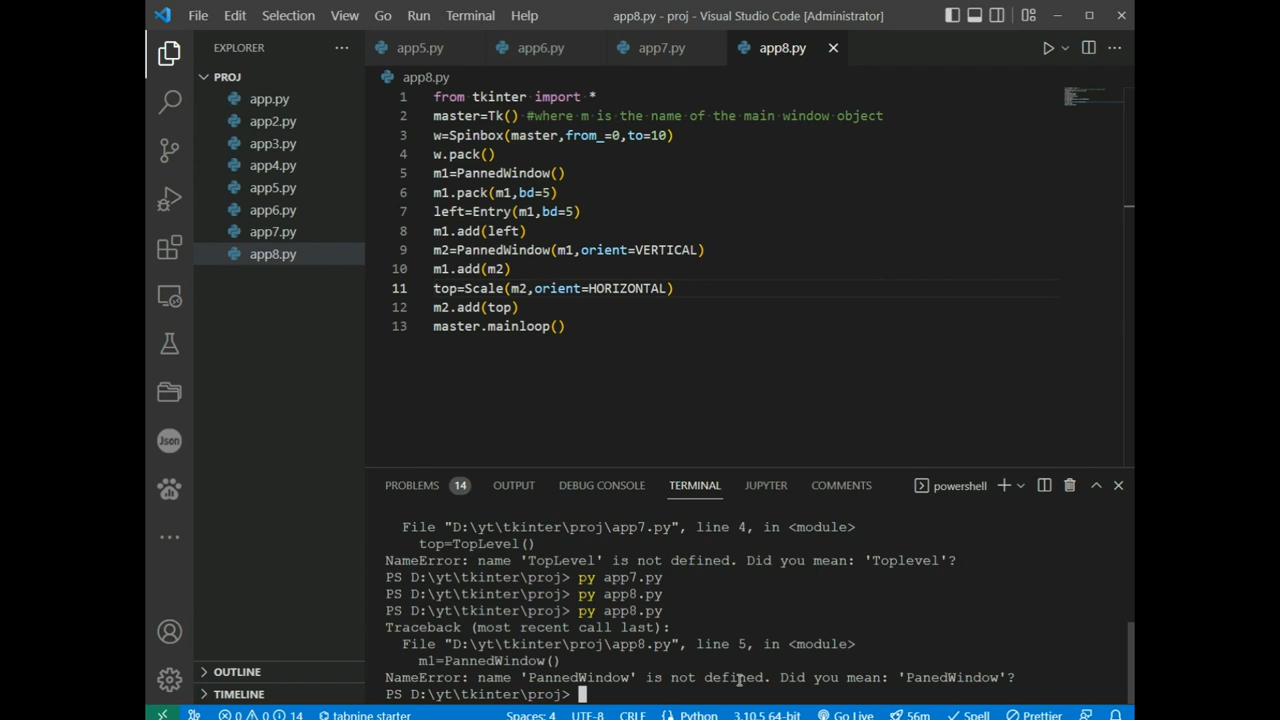 File Edit Selection View Go Run Terminal Help app8.py - proj - Visual Studio Code [Administrator]
EXPLORER
app5.py app6.py app7.py app8.py
PROJ
app.py
app2.py
app3.py
app4.py
app5.py
app6.py
app7.py
app8.py
OUTLINE
TIMELINE
Json
app8.py
1 from tkinter import *
2 master=Tk() #where m is the name of the main window object
3 w=Spinbox(master,from_=0,to=10)
4 w.pack()
5 m1=PannedWindow()
6 m1.pack(m1,bd=5)
7 left=Entry(m1,bd=5)
8 m1.add(left)
9 m2=PannedWindow(m1,orient=VERTICAL)
10 m1.add(m2)
11 top=Scale(m2,orient=HORIZONTAL)
12 m2.add(top)
13 master.mainloop()
PROBLEMS 14 OUTPUT DEBUG CONSOLE TERMINAL JUPYTER COMMENTS powershell
File "D:\yt\tkinter\proj\app7.py", line 4, in <module>
top=TopLevel()
NameError: name 'TopLevel' is not defined. Did you mean: 'Toplevel'?
PS D:\yt\tkinter\proj> py app7.py
PS D:\yt\tkinter\proj> py app8.py
PS D:\yt\tkinter\proj> py app8.py
Traceback (most recent call last):
File "D:\yt\tkinter\proj\app8.py", line 5, in <module>
m1=PannedWindow()
NameError: name 'PannedWindow' is not defined. Did you mean: 'PanedWindow'?
PS D:\yt\tkinter\proj>
0 0 14 tabnine starter Spaces: 4 UTF-8 CRLF Python 3.10.5 64-bit Go Live 56m Spell Prettier